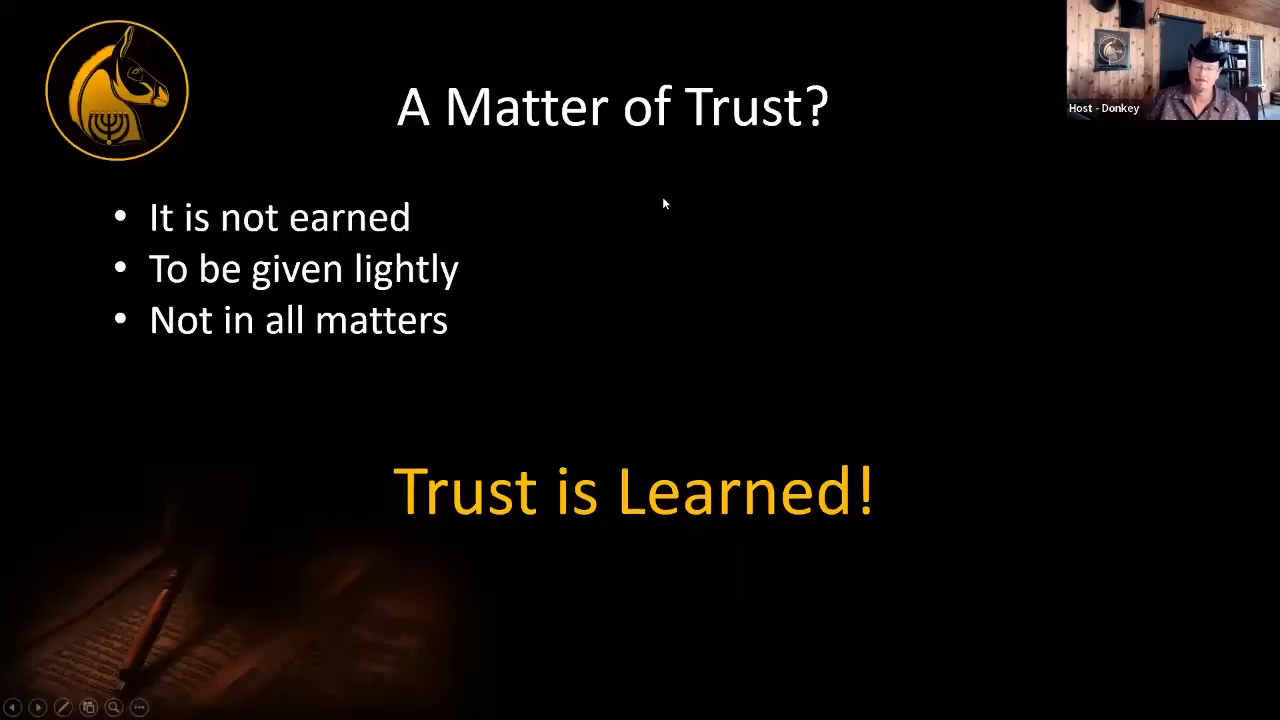 A Matter of Trust?
Host - Donkey
• It is not earned
• To be given lightly
• Not in all matters
Trust is Learned!